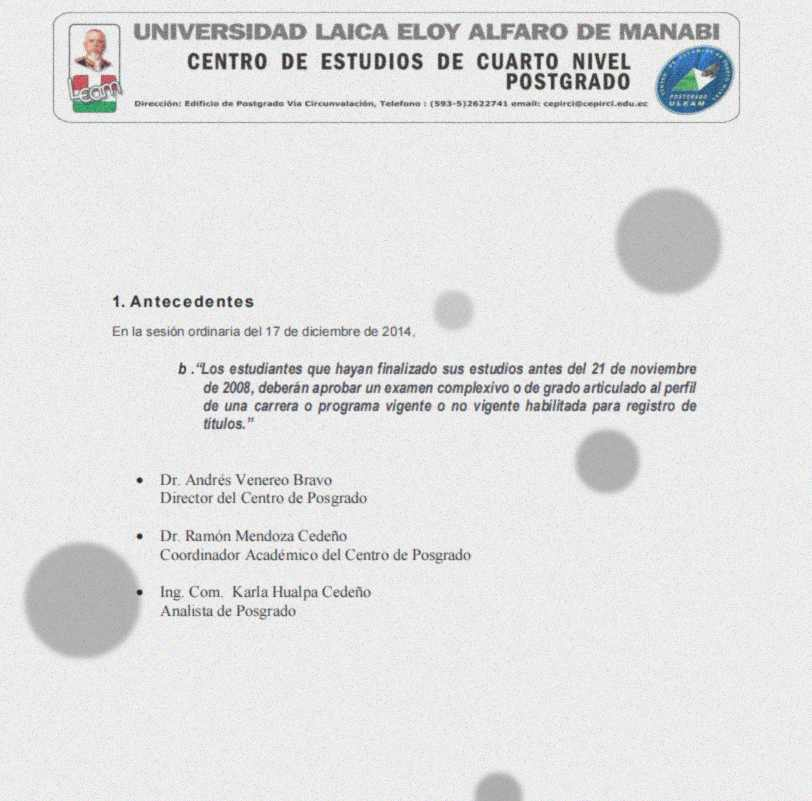 UNIVERSIDAD LAICA ELOY ALFARO DE MANABI
CENTRO DE ESTUDIOS DE CUARTO NIVEL
POSTGRADO
Dirección: Edificio de Postgrado Vía Circunvalación, Telefono : (593-5)2622741 email: cepirci@cepirci.edu.ec
Leam
POSTGRADO
ULEAM
1. Antecedentes
En la sesión ordinaria del 17 de diciembre de 2014,
b .“Los estudiantes que hayan finalizado sus estudios antes del 21 de noviembre
de 2008, deberán aprobar un examen complexivo o de grado articulado al perfil
de una carrera o programa vigente o no vigente habilitada para registro de
títulos.”
• Dr. Andrés Venereo Bravo
Director del Centro de Posgrado
• Dr. Ramón Mendoza Cedeño
Coordinador Académico del Centro de Posgrado
• Ing. Com. Karla Hualpa Cedeño
Analista de Posgrado